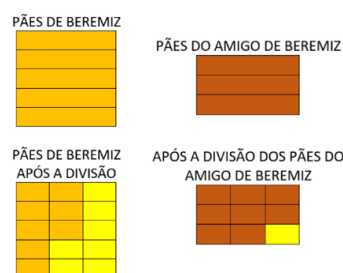 PÃES DE BEREMIZ
PÃES DO AMIGO DE BEREMIZ
PÃES DE BEREMIZ
APÓS A DIVISÃO
APÓS A DIVISÃO DOS PÃES DO
AMIGO DE BEREMIZ